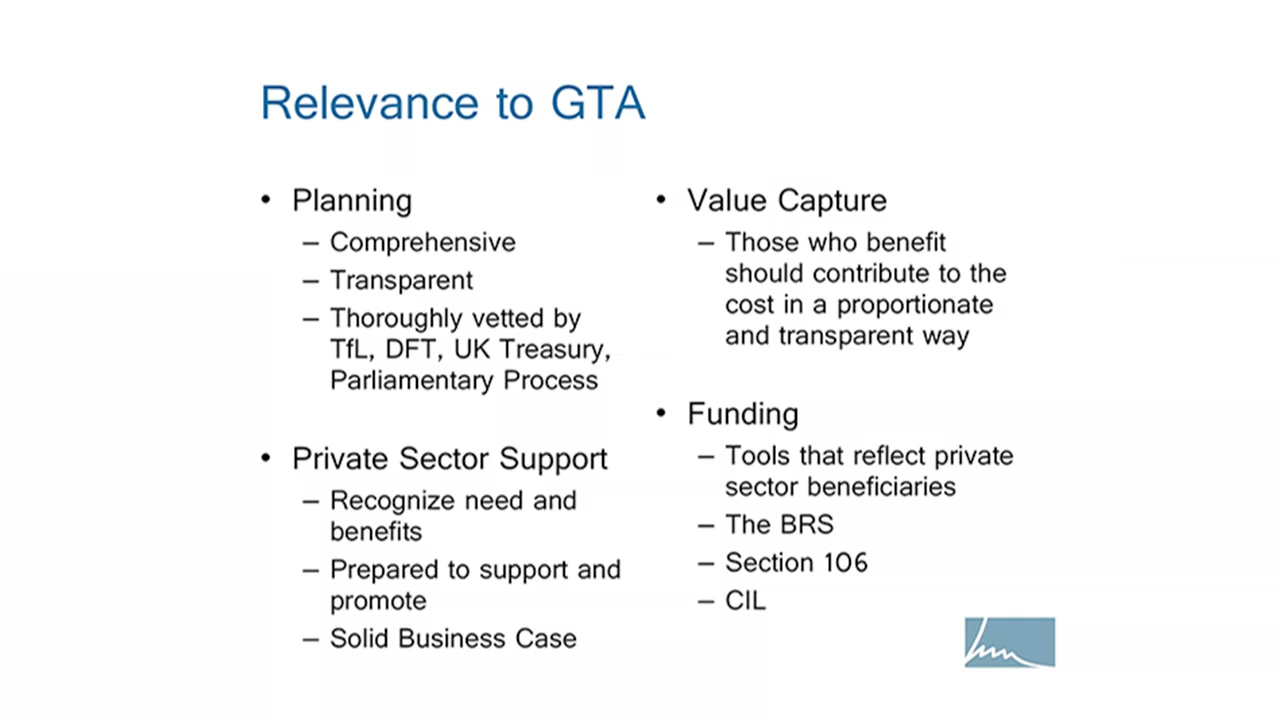 Relevance to GTA
• Planning
– Comprehensive
– Transparent
– Thoroughly vetted by
TfL, DFT, UK Treasury,
Parliamentary Process
• Private Sector Support
– Recognize need and
benefits
– Prepared to support and
promote
– Solid Business Case
• Value Capture
– Those who benefit
should contribute to the
cost in a proportionate
and transparent way
• Funding
– Tools that reflect private
sector beneficiaries
– The BRS
– Section 106
– CIL